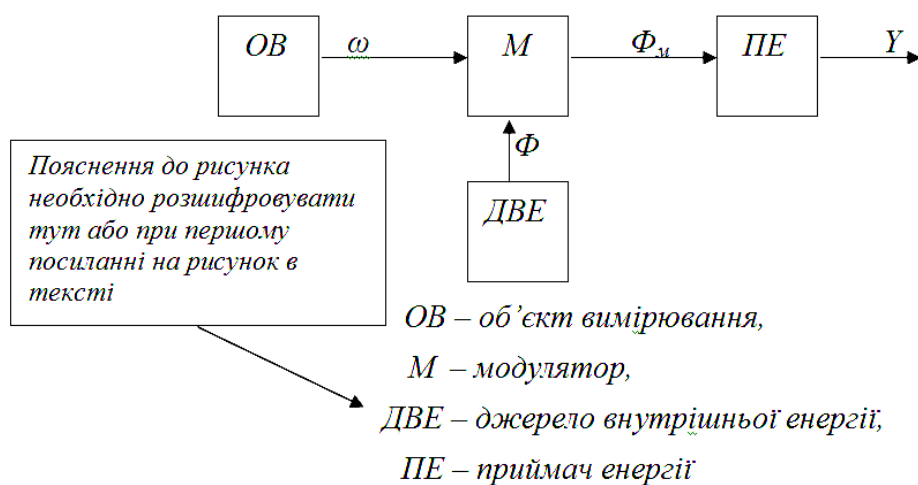 ОВ ω М Фм ПЕ Y
Ф
ДВЕ
Пояснення до рисунка
необхідно розшифровувати
тут або при першому
посиланні на рисунок в
тексті
ОВ – об’єкт вимірювання,
М – модулятор,
ДВЕ – джерело внутрішньої енергії,
ПЕ – приймач енергії